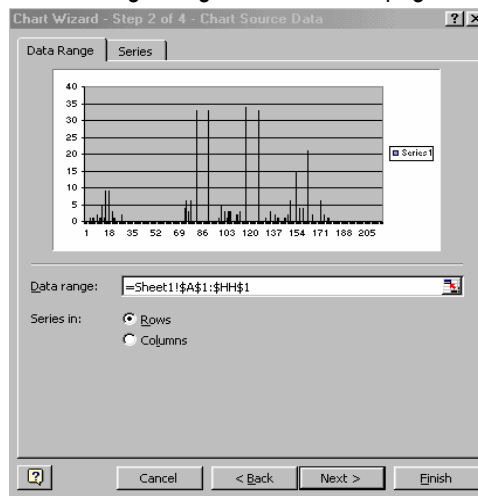 Chart Wizard - Step 2 of 4 - Chart Source Data
Data Range Series
40
35
30
25
20
15
10
5
0
1 18 35 52 69 86 103 120 137 154 171 188 205
Series1
Data range: =Sheet1!$A$1:$HH$1
Series in: Rows
Columns
Cancel < Back Next > Finish